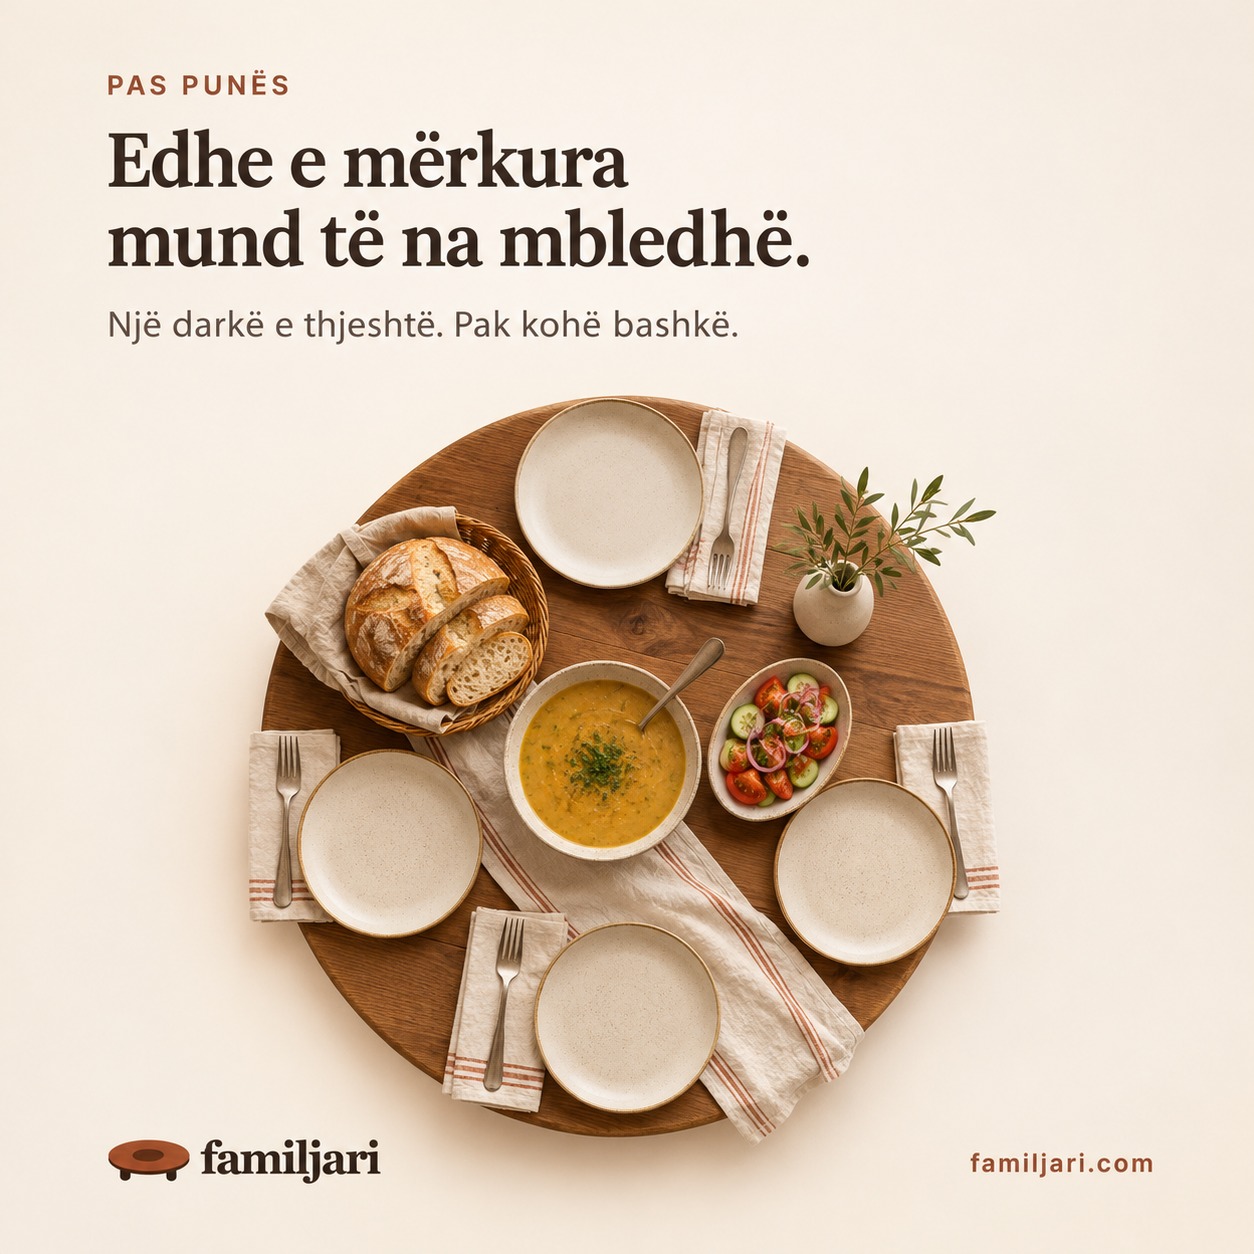 PAS PUNËS
Edhe e mërkura
mund të na mbledhë.
Një darkë e thjeshtë. Pak kohë bashkë.
familjari
familjari.com